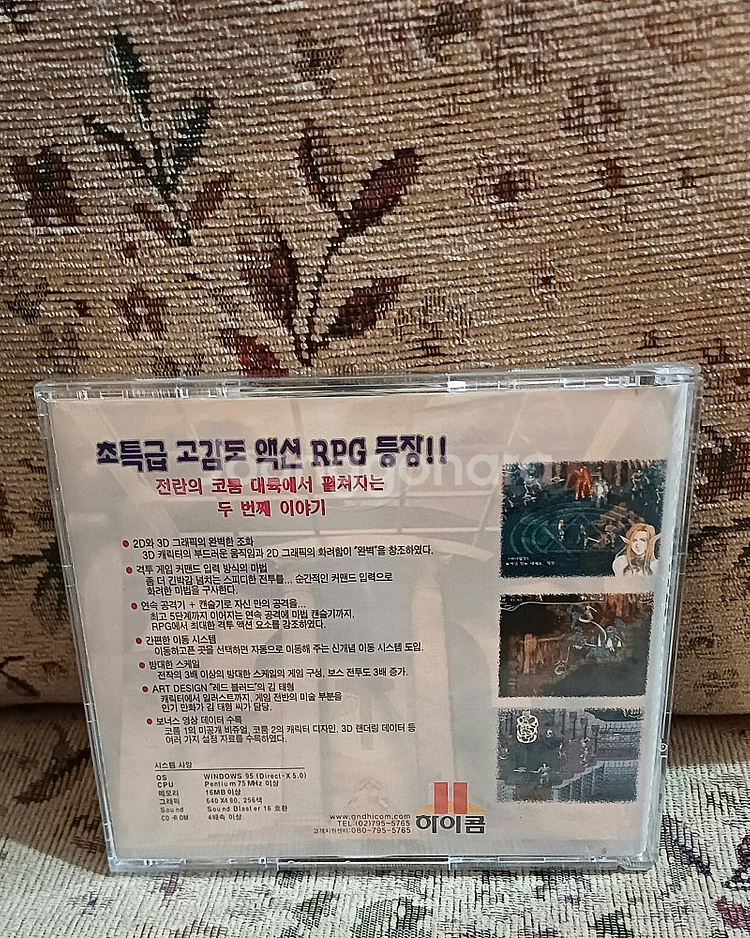 초특급 고감도 액션 RPG 등장!!
전란의 코룸 대륙에서 펼쳐지는
두 번째 이야기
● 2D와 3D 그래픽의 완벽한 조화
3D 캐릭터의 부드러운 움직임과 2D 그래픽의 화려함이 "완벽"을 창조하였다.
● 격투 게임 커맨드 입력 방식의 마법
좀 더 긴박감 넘치는 스피디한 전투를... 순간적인 커맨드 입력으로
화려한 마법을 구사한다.
● 연속 공격기 + 캔슬기로 자신 만의 공격을...
최고 5단계까지 이어지는 연속 공격에 마법 캔슬기까지,
RPG에서 최대한 격투 액션 요소를 강조하였다.
● 간편한 이동 시스템
이동하고픈 곳을 선택하면 자동으로 이동해 주는 신개념 이동 시스템 도입.
● 방대한 스케일
전작의 3배 이상의 방대한 스케일의 게임 구성, 보스 전투도 3배 증가.
● ART DESIGN "레드 블러드"의 김 태형
캐릭터에서 일러스트까지, 게임 전반의 미술 부분을
인기 만화가 김 태형 씨가 담당.
● 보너스 영상 데이터 수록
코룸 1의 미공개 비쥬얼, 코룸 2의 캐릭터 디자인, 3D 랜더링 데이터 등
여러 가지 설정 자료를 수록하였다.
시스템 사양
OS WINDOWS 95 (Direct-X 5.0)
CPU Pentium 75 MHz 이상
메모리 16MB 이상
그래픽 640 X 480, 256색
Sound Sound Blaster 16 호환
CD-ROM 4배속 이상
www.gndhicom.com
TEL:(02)795-5765
고객지원센터:080-795-5765
하이콤